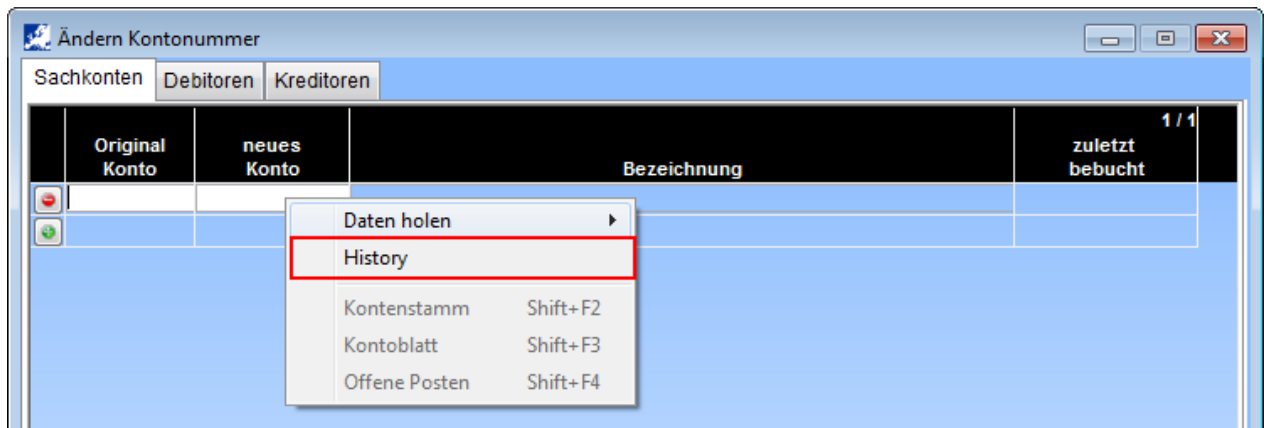 Ändern Kontonummer
Sachkonten Debitoren Kreditoren
1 / 1
Original Konto neues Konto Bezeichnung zuletzt bebucht
Daten holen
History
Kontenstamm Shift+F2
Kontoblatt Shift+F3
Offene Posten Shift+F4